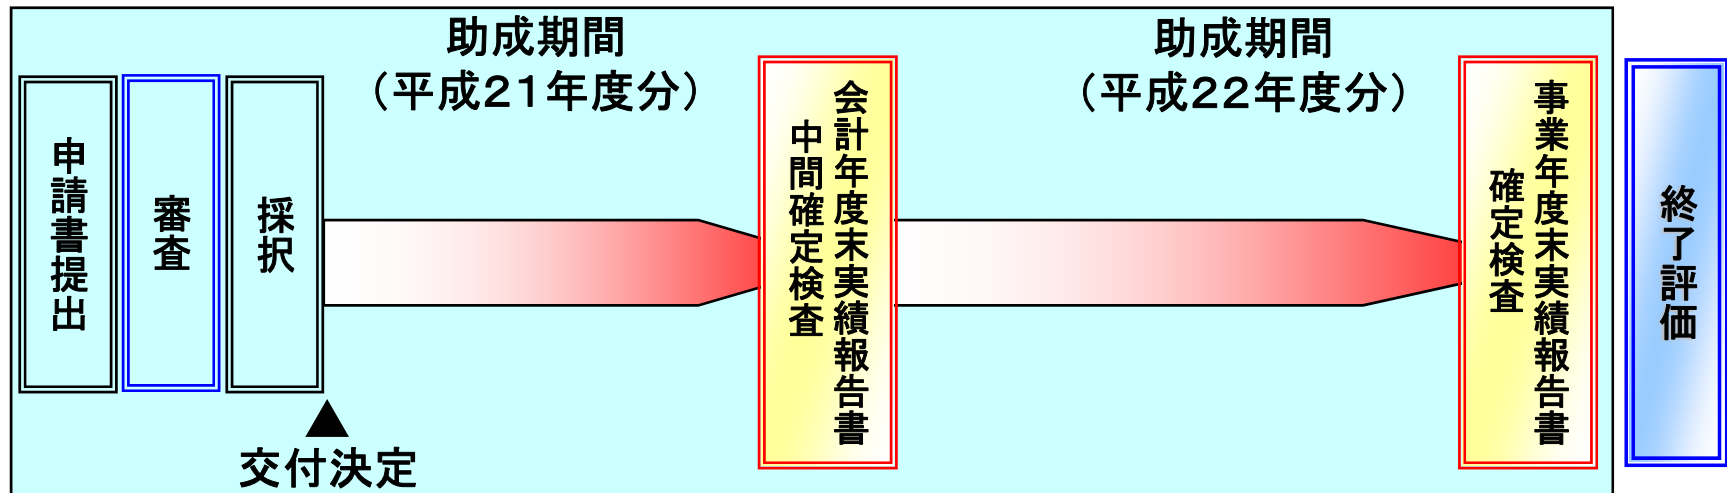 申請書提出
審査
採択
交付決定
助成期間
（平成２１年度分）
会計年度末実績報告書
中間確定検査
助成期間
（平成２２年度分）
事業年度末実績報告書
確定検査
終了評価